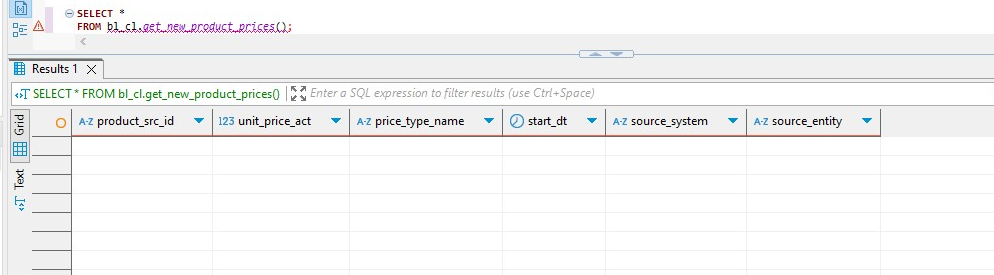 SELECT *
FROM bl_cl.get_new_product_prices();
Results 1
SELECT * FROM bl_cl.get_new_product_prices() Enter a SQL expression to filter results (use Ctrl+Space)
Grid
A-Z product_src_id 123 unit_price_act A-Z price_type_name start_dt A-Z source_system A-Z source_entity
Text